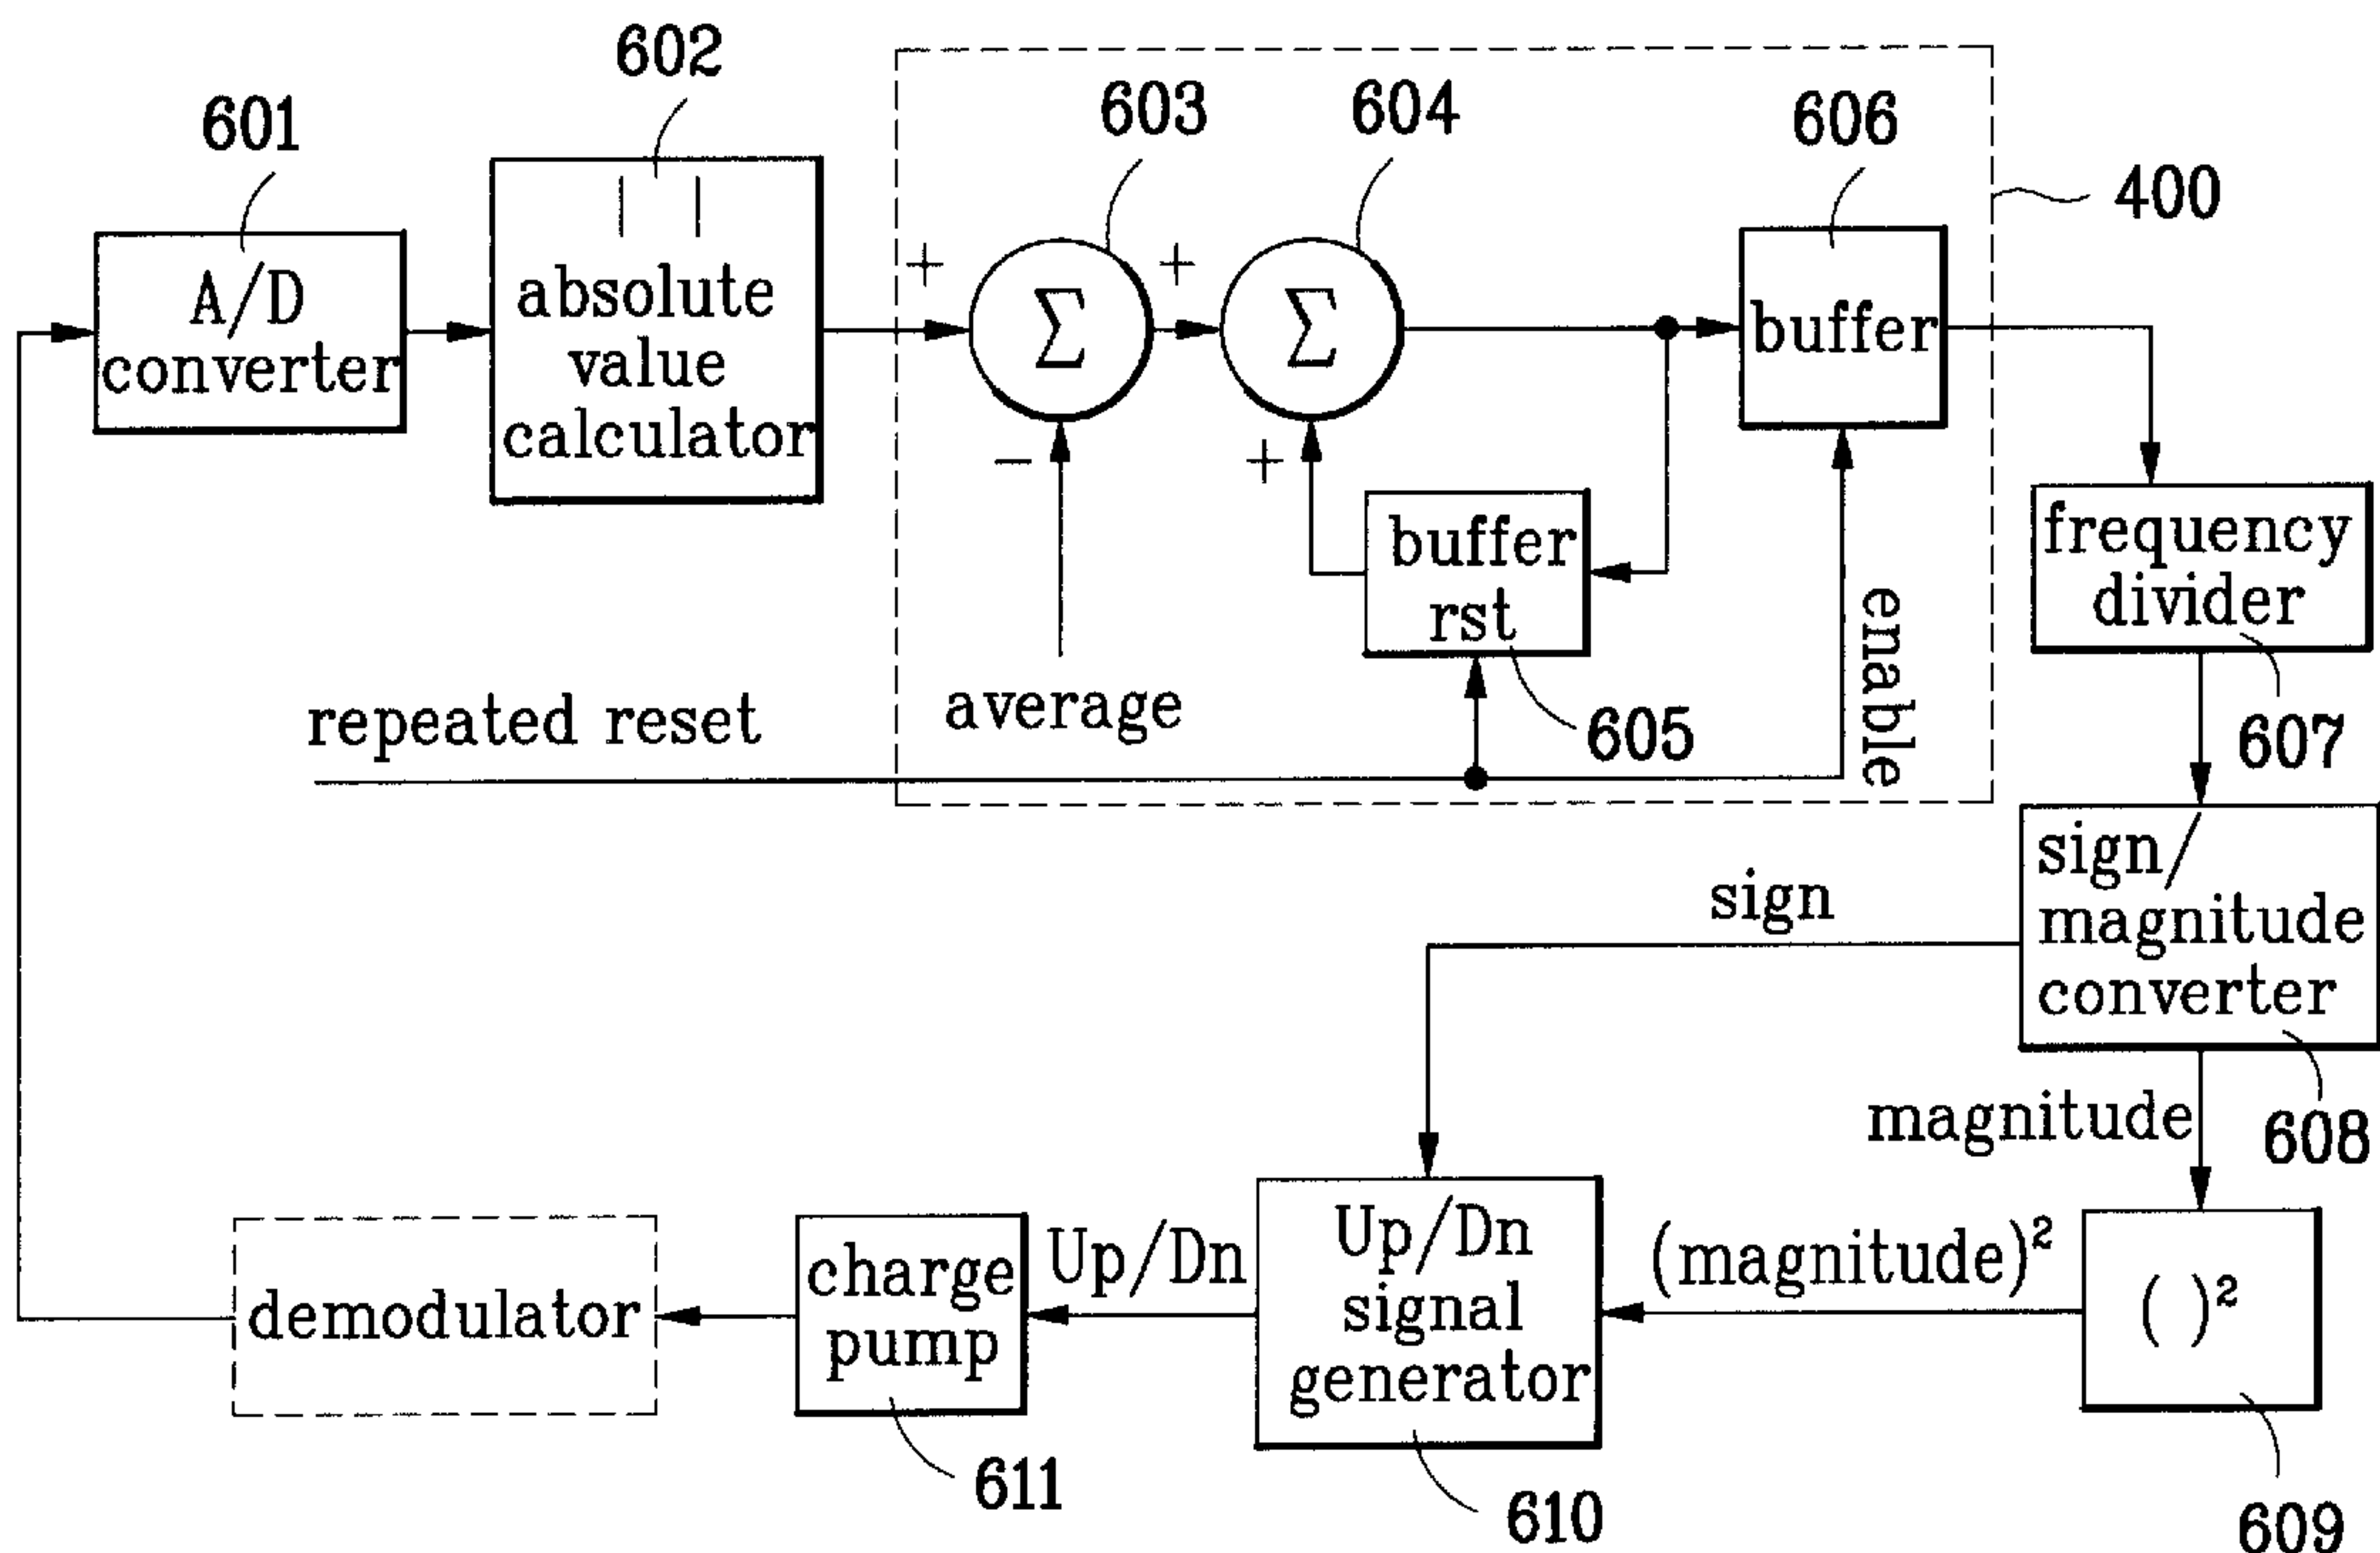 602
603
604
606
601
400
A/D
converter
| |
absolute
value
calculator
+
Σ
+
Σ
buffer
−
+
buffer
rst
enable
frequency
divider
repeated reset
average
605
607
sign/
magnitude
converter
sign
magnitude
608
demodulator
charge
pump
Up/Dn
Up/Dn
signal
generator
(magnitude)²
( )²
611
610
609